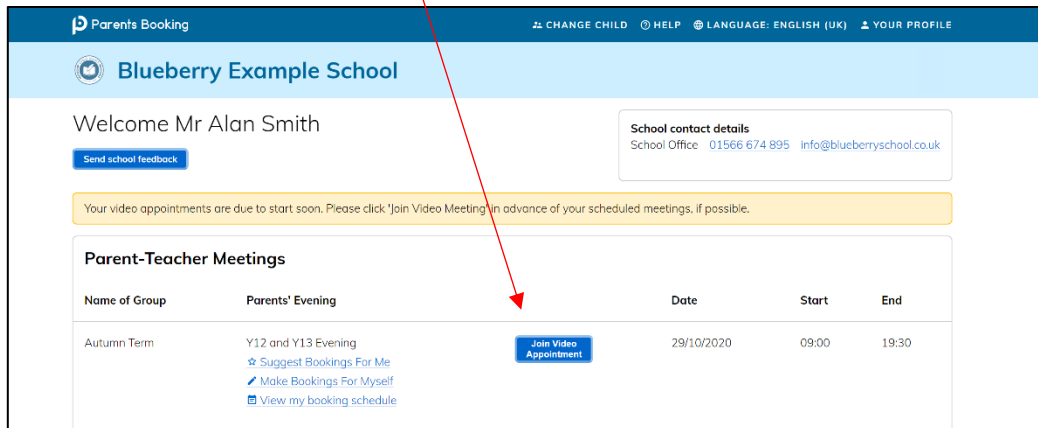 Parents Booking
CHANGE CHILD HELP LANGUAGE: ENGLISH (UK) YOUR PROFILE
Blueberry Example School
Welcome Mr Alan Smith
Send school feedback
School contact details
School Office 01566 674 895 info@blueberryschool.co.uk
Your video appointments are due to start soon. Please click 'Join Video Meeting' in advance of your scheduled meetings, if possible.
Parent-Teacher Meetings
Name of Group Parents' Evening Date Start End
Autumn Term Y12 and Y13 Evening Join Video Appointment 29/10/2020 09:00 19:30
Suggest Bookings For Me
Make Bookings For Myself
View my booking schedule